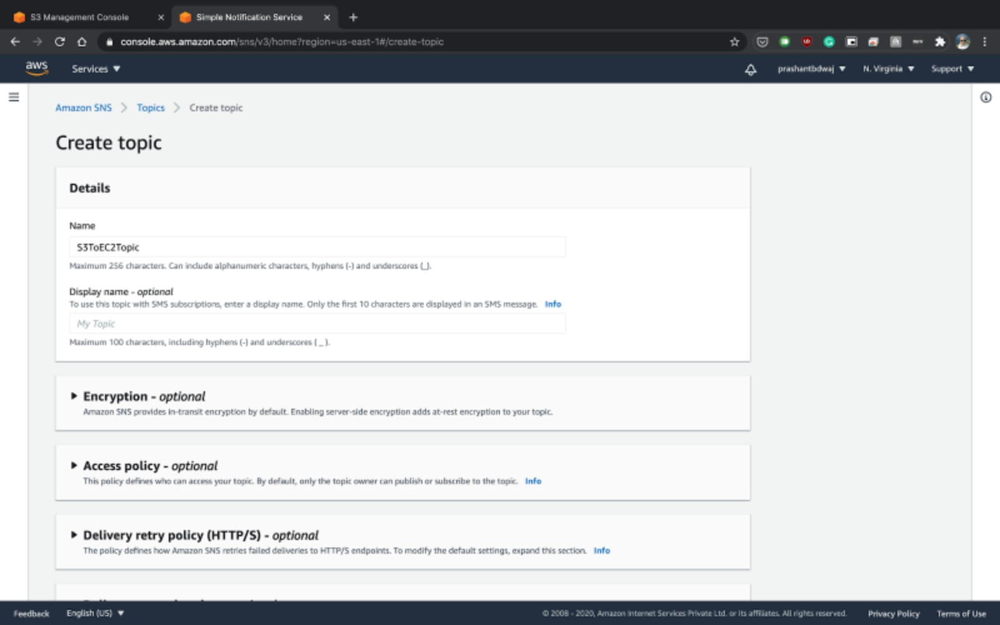 S3 Management Console
Simple Notification Service
console.aws.amazon.com/sns/v3/home?region=us-east-1#/create-topic
aws
Services
prashantbdwaj
N. Virginia
Support
Amazon SNS
Topics
Create topic
Create topic
Details
Name
S3ToEC2Topic
Maximum 256 characters. Can include alphanumeric characters, hyphens (-) and underscores (_).
Display name - optional
To use this topic with SMS subscriptions, enter a display name. Only the first 10 characters are displayed in an SMS message. Info
My Topic
Maximum 100 characters, including hyphens (-) and underscores ( _ ).
Encryption - optional
Amazon SNS provides in-transit encryption by default. Enabling server-side encryption adds at-rest encryption to your topic.
Access policy - optional
This policy defines who can access your topic. By default, only the topic owner can publish or subscribe to the topic. Info
Delivery retry policy (HTTP/S) - optional
The policy defines how Amazon SNS retries failed deliveries to HTTP/S endpoints. To modify the default settings, expand this section. Info
Feedback
English (US)
© 2008 - 2020, Amazon Internet Services Private Ltd. or its affiliates. All rights reserved.
Privacy Policy
Terms of Use